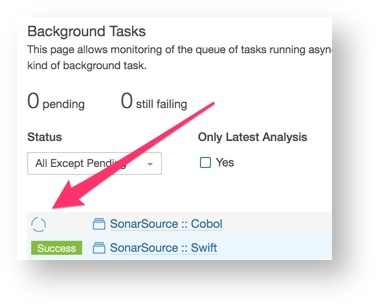 Background Tasks
This page allows monitoring of the queue of tasks running asyn
kind of background task.
0 pending 0 still failing
Status Only Latest Analysis
All Except Pending Yes
SonarSource :: Cobol
Success SonarSource :: Swift